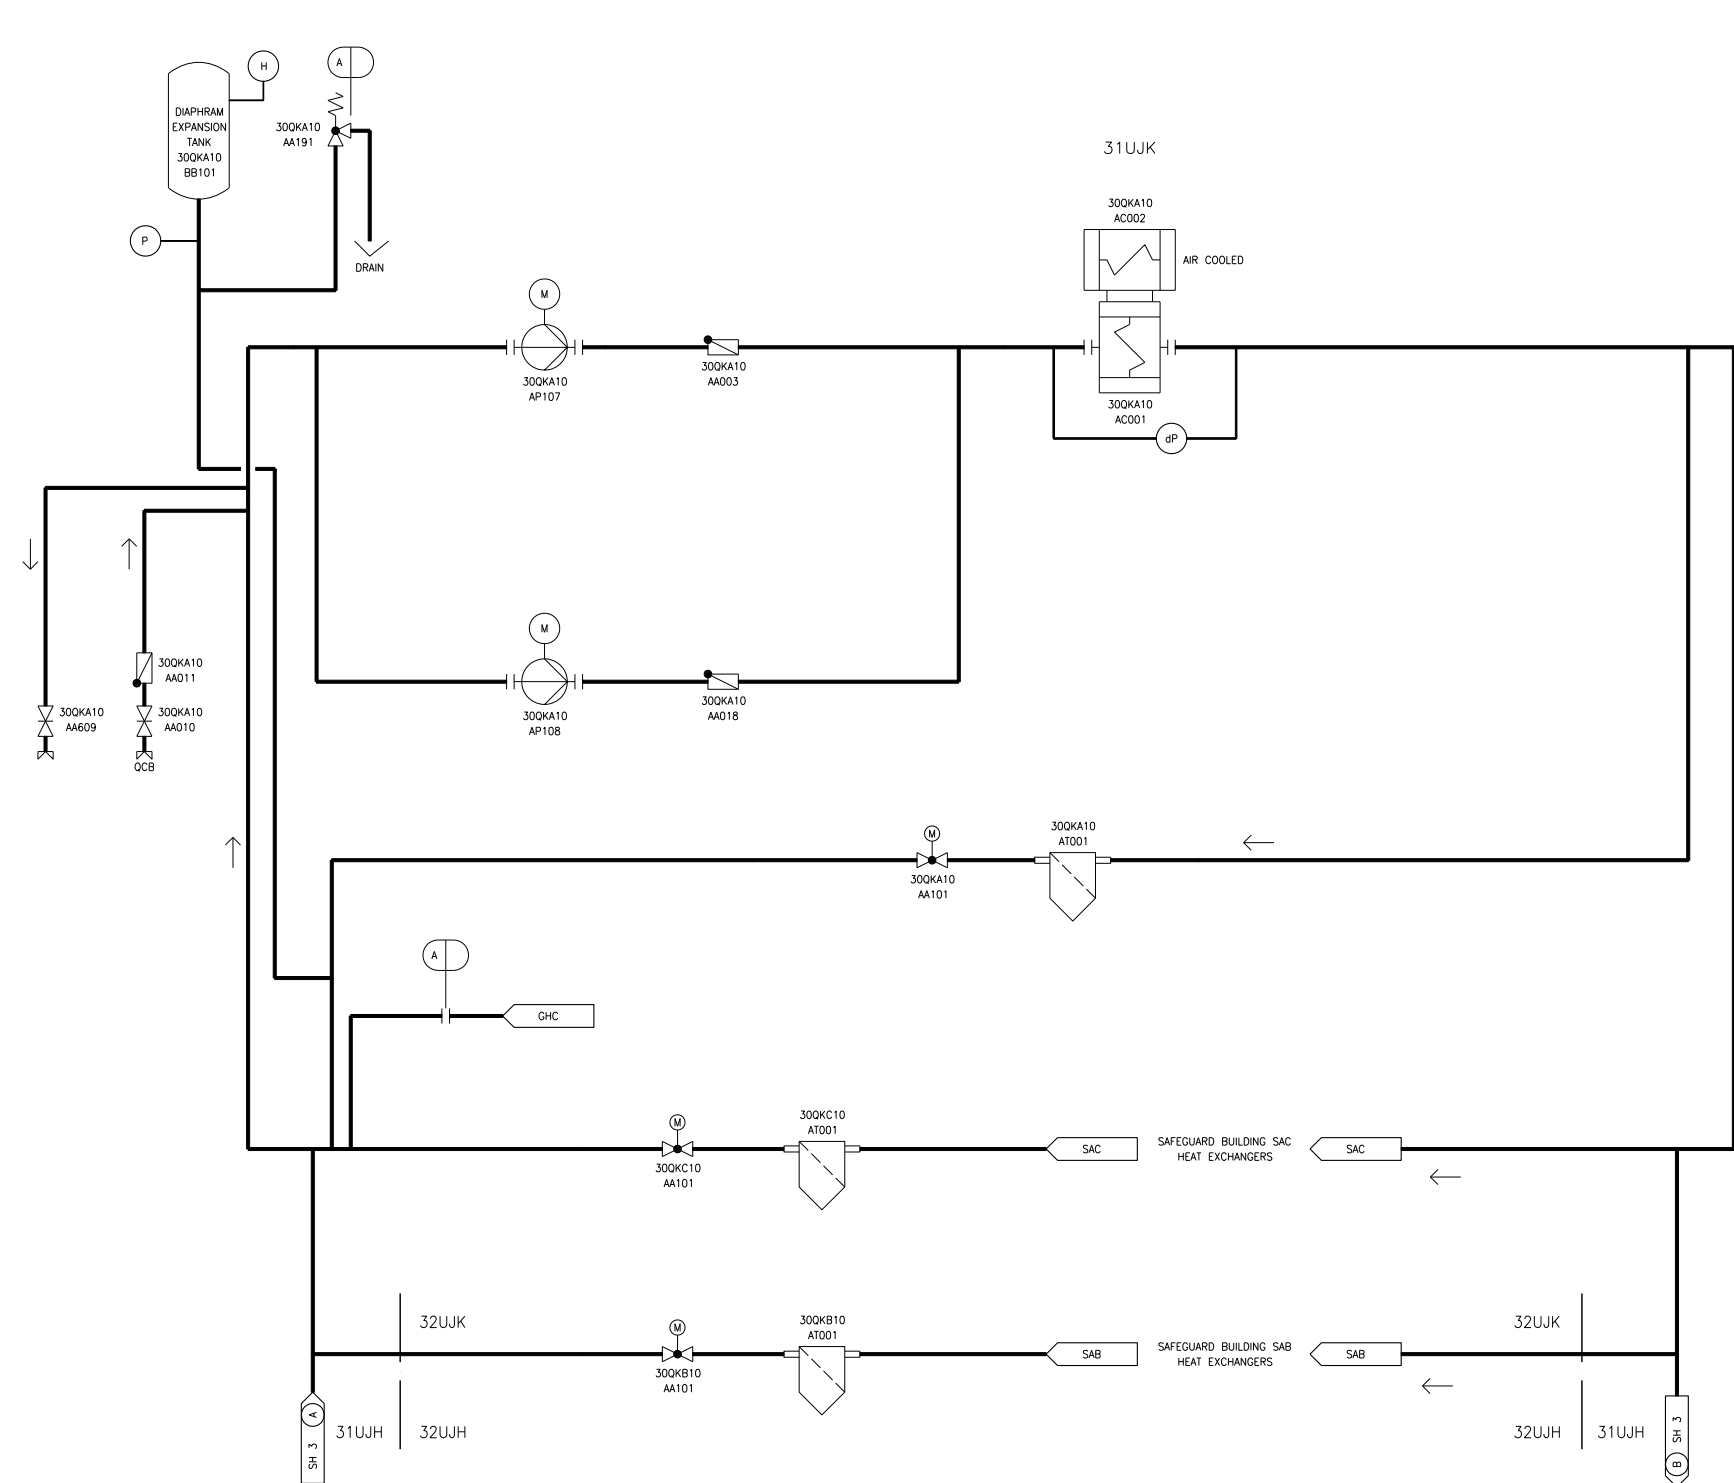 H
A
DIAPHRAM
EXPANSION
TANK
30QKA10
BB101
30QKA10
AA191
P
DRAIN
31UJK
30QKA10
AC002
AIR COOLED
M
30QKA10
AP107
30QKA10
AA003
30QKA10
AC001
dP
M
30QKA10
AP108
30QKA10
AA018
30QKA10
AA011
30QKA10
AA609
30QKA10
AA010
QCB
M
30QKA10
AA101
30QKA10
AT001
A
GHC
M
30QKC10
AA101
30QKC10
AT001
SAC
SAFEGUARD BUILDING SAC
HEAT EXCHANGERS
SAC
32UJK
M
30QKB10
AA101
30QKB10
AT001
SAB
SAFEGUARD BUILDING SAB
HEAT EXCHANGERS
SAB
32UJK
A
SH 3
31UJH
32UJH
32UJH
31UJH
SH 3
B